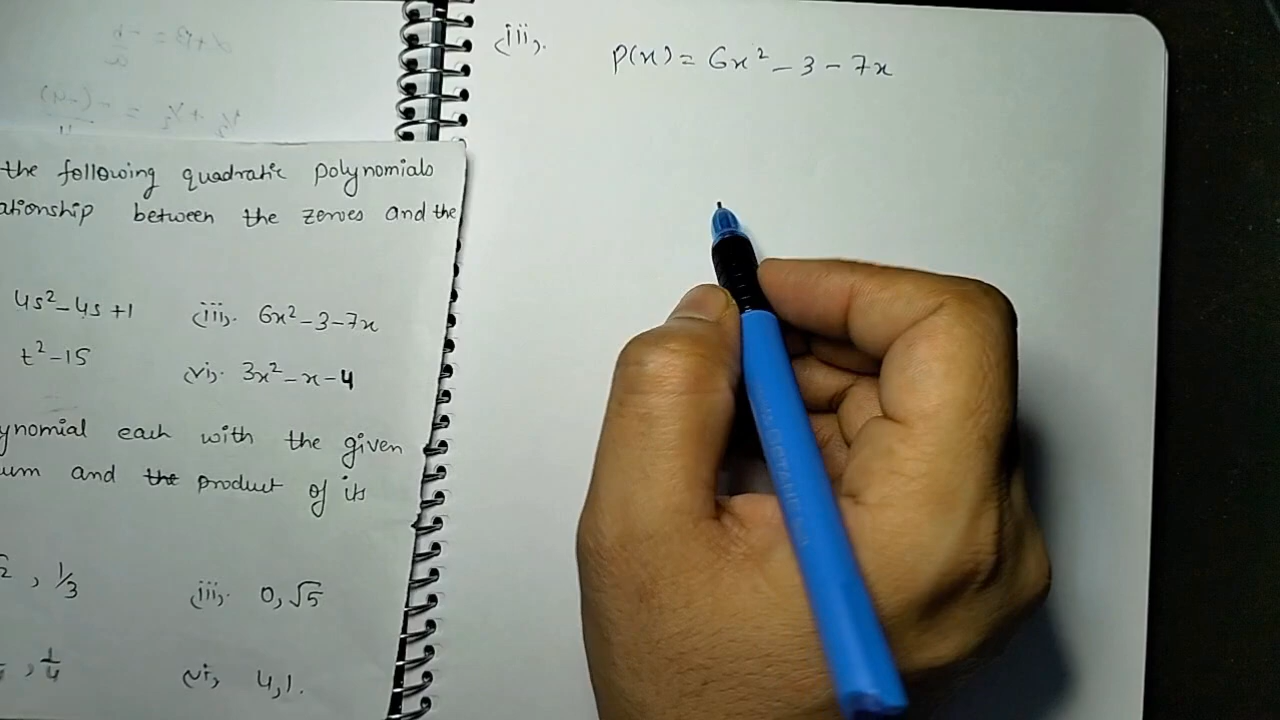 (iii). P(x) = 6x² - 3 - 7x
the following quadratic polynomials
ationship between the zeroes and the
4s² - 4s + 1 (iii). 6x² - 3 - 7x
t² - 15 (vi). 3x² - x - 4
ynomial each with the given
um and the product of its
2 , 1/3 (iii). 0, √5
, 1/4 (vi), 4,1.